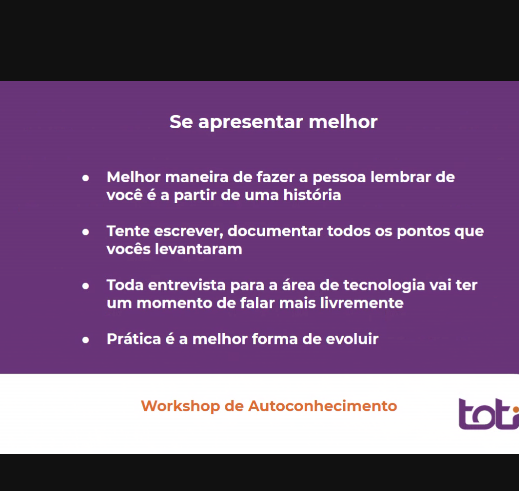 Se apresentar melhor
● Melhor maneira de fazer a pessoa lembrar de
você é a partir de uma história
● Tente escrever, documentar todos os pontos que
vocês levantaram
● Toda entrevista para a área de tecnologia vai ter
um momento de falar mais livremente
● Prática é a melhor forma de evoluir
Workshop de Autoconhecimento
toti